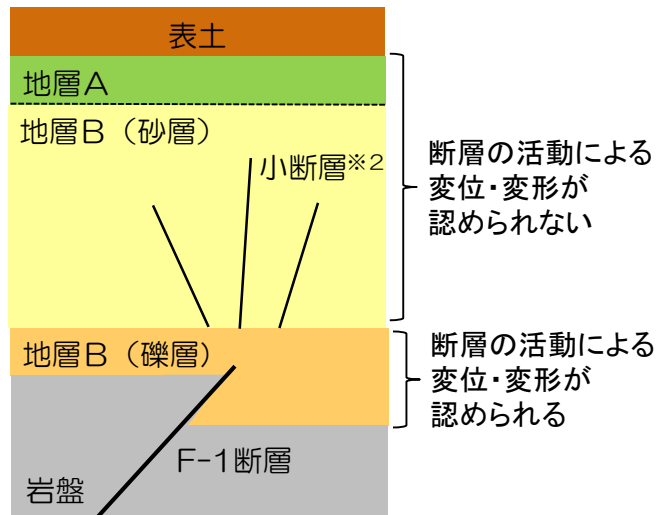 表土
地層A
地層B（砂層）
小断層※2
断層の活動による
変位・変形が
認められない
地層B（礫層）
断層の活動による
変位・変形が
認められる
F-1断層
岩盤